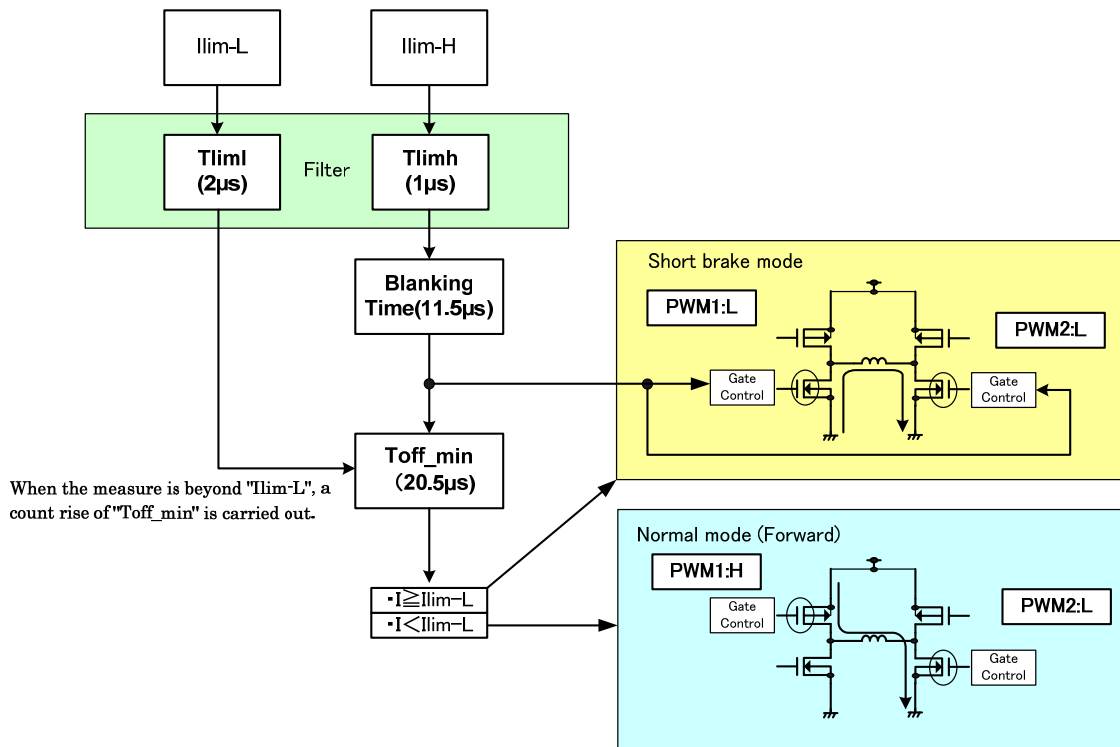 Ilim-L
Ilim-H
Tliml
(2μs)
Filter
Tlimh
(1μs)
Blanking
Time(11.5μs)
Toff_min
（20.5μs)
When the measure is beyond "Ilim-L", a
count rise of "Toff_min" is carried out.
・I≧Ilim-L
・I<Ilim-L
Short brake mode
PWM1:L
PWM2:L
Gate
Control
Gate
Control
Normal mode (Forward)
PWM1:H
PWM2:L
Gate
Control
Gate
Control